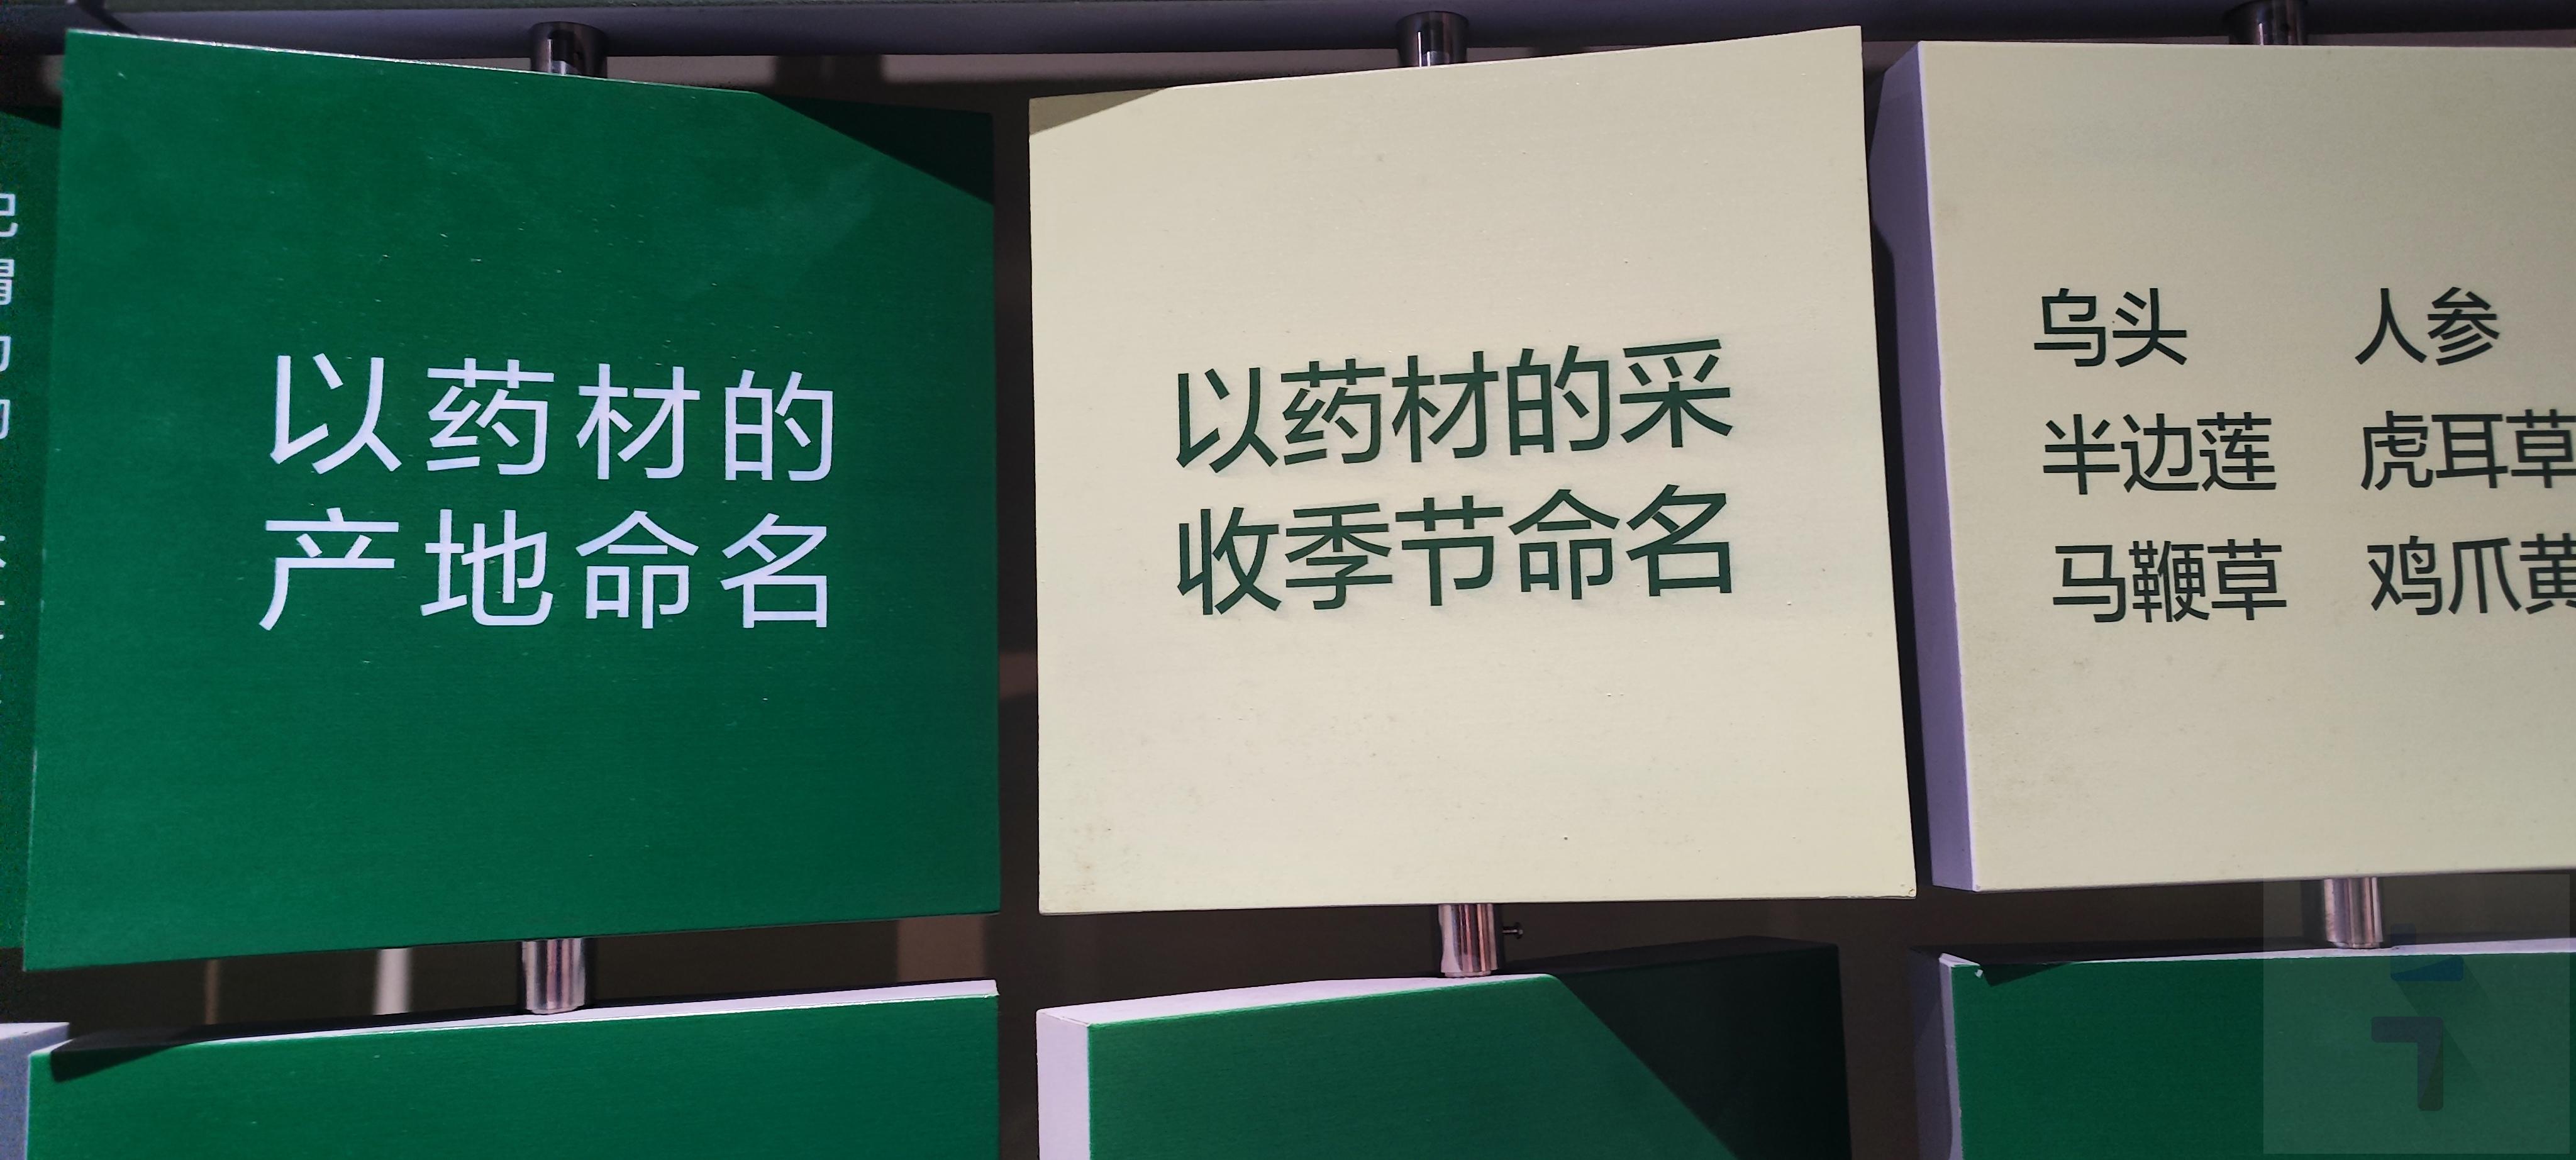 以药材的
产地命名
以药材的采
收季节命名
乌头 人参
半边莲 虎耳草
马鞭草 鸡爪黄